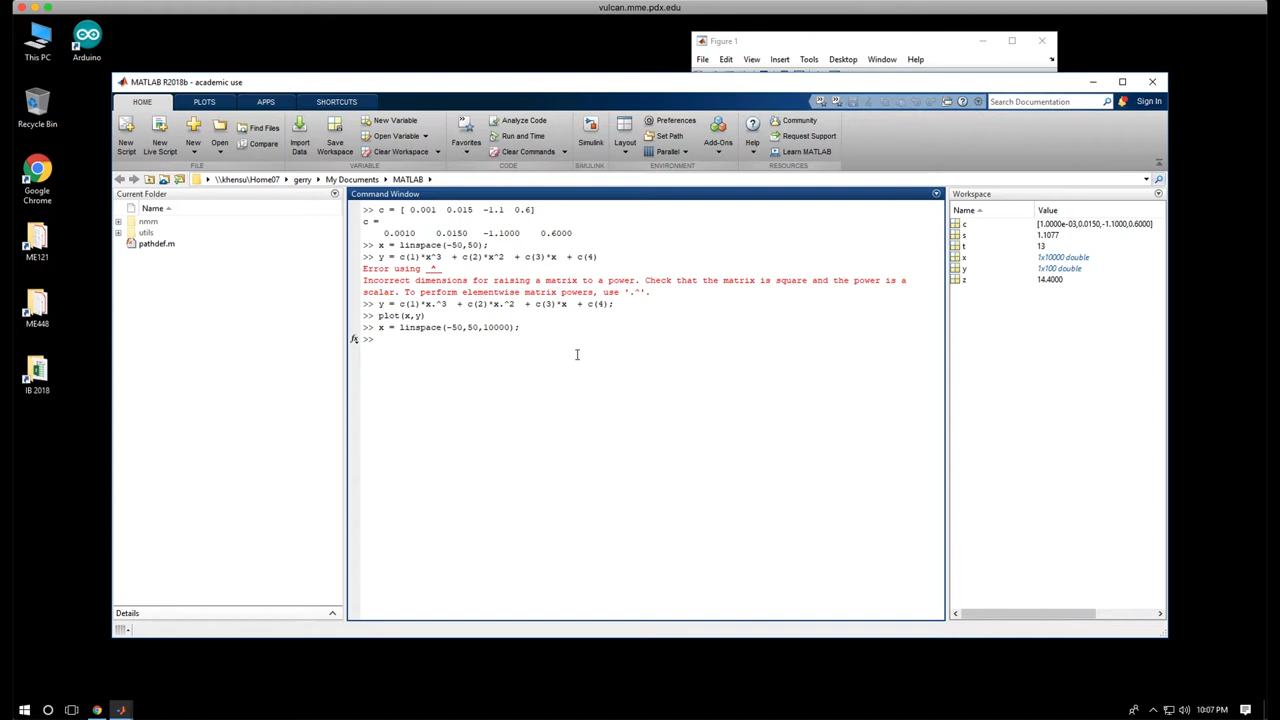 vulcan.mme.pdx.edu
This PC
Arduino
Recycle Bin
Google Chrome
ME121
ME448
IB 2018
Figure 1
File Edit View Insert Tools Desktop Window Help
MATLAB R2018b - academic use
HOME PLOTS APPS SHORTCUTS
Search Documentation
Sign In
New Script
New Live Script
New
Open
Find Files
Compare
FILE
Import Data
Save Workspace
New Variable
Open Variable
Clear Workspace
VARIABLE
Favorites
Analyze Code
Run and Time
Clear Commands
CODE
Simulink
SIMULINK
Layout
Preferences
Set Path
Parallel
ENVIRONMENT
Add-Ons
Help
Community
Request Support
Learn MATLAB
RESOURCES
\\khensu\Home07 gerry My Documents MATLAB
Current Folder
Name
nmm
utils
pathdef.m
Details
Command Window
>> c = [ 0.001 0.015 -1.1 0.6]
c =
0.0010 0.0150 -1.1000 0.6000
>> x = linspace(-50,50);
>> y = c(1)*x^3 + c(2)*x^2 + c(3)*x + c(4)
Error using ^
Incorrect dimensions for raising a matrix to a power. Check that the matrix is square and the power is a
scalar. To perform elementwise matrix powers, use '.^'.
>> y = c(1)*x.^3 + c(2)*x.^2 + c(3)*x + c(4);
>> plot(x,y)
>> x = linspace(-50,50,10000);
fx >>
Workspace
Name Value
c [1.0000e-03,0.0150,-1.1000,0.6000]
s 1.1077
t 13
x 1x10000 double
y 1x100 double
z 14.4000
10:07 PM